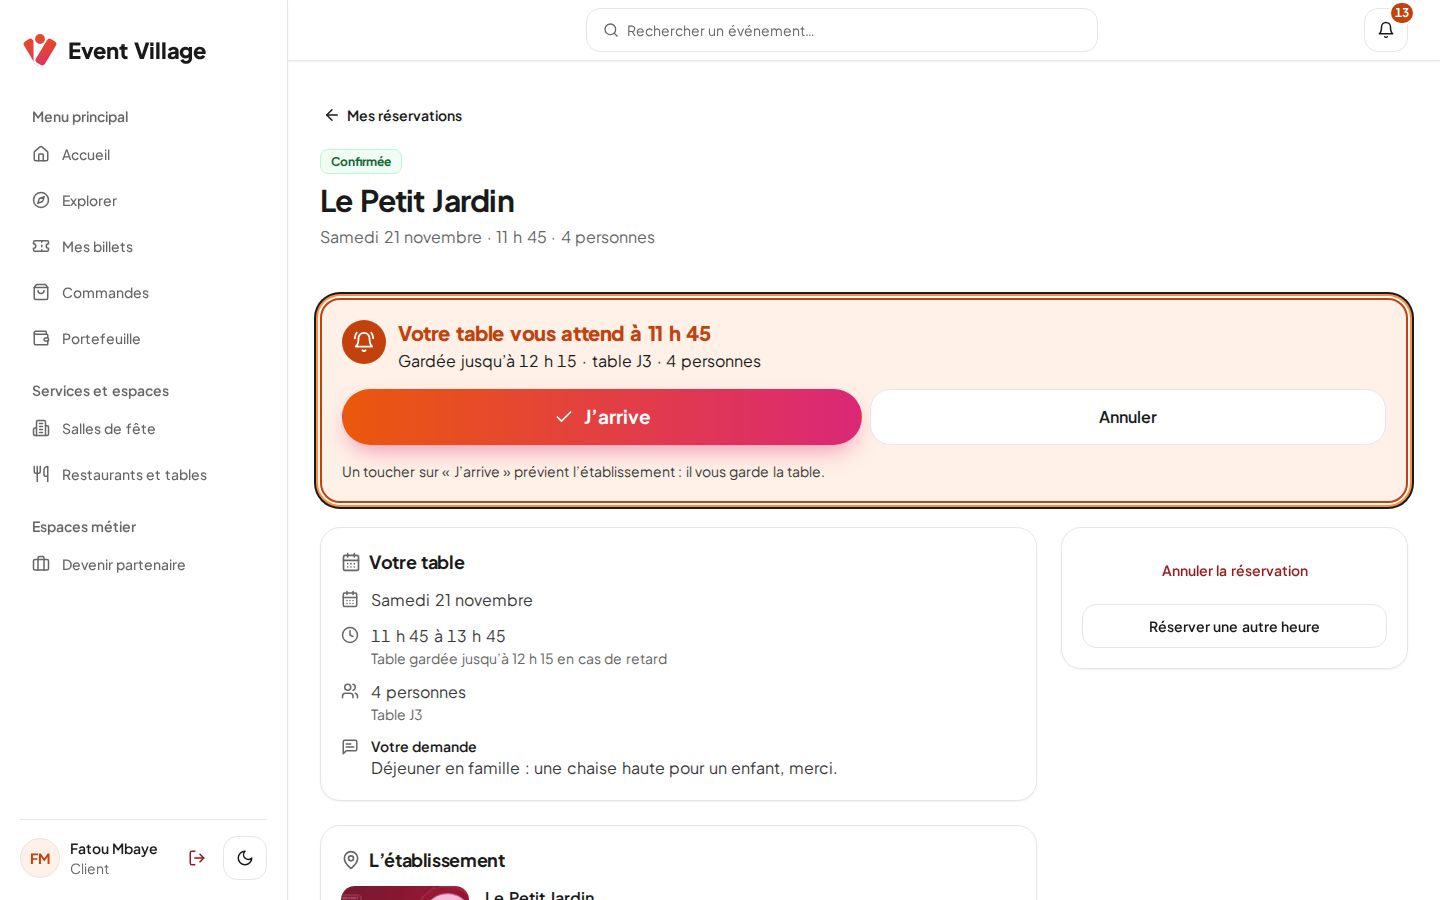 Event Village
Rechercher un événement…
13
Menu principal
Accueil
Explorer
Mes billets
Commandes
Portefeuille
Services et espaces
Salles de fête
Restaurants et tables
Espaces métier
Devenir partenaire
FM
Fatou Mbaye
Client
Mes réservations
Confirmée
Le Petit Jardin
Samedi 21 novembre · 11 h 45 · 4 personnes
Votre table vous attend à 11 h 45
Gardée jusqu’à 12 h 15 · table J3 · 4 personnes
J’arrive
Annuler
Un toucher sur « J’arrive » prévient l’établissement : il vous garde la table.
Votre table
Samedi 21 novembre
11 h 45 à 13 h 45
Table gardée jusqu’à 12 h 15 en cas de retard
4 personnes
Table J3
Votre demande
Déjeuner en famille : une chaise haute pour un enfant, merci.
Annuler la réservation
Réserver une autre heure
L’établissement
Le Petit Jardin